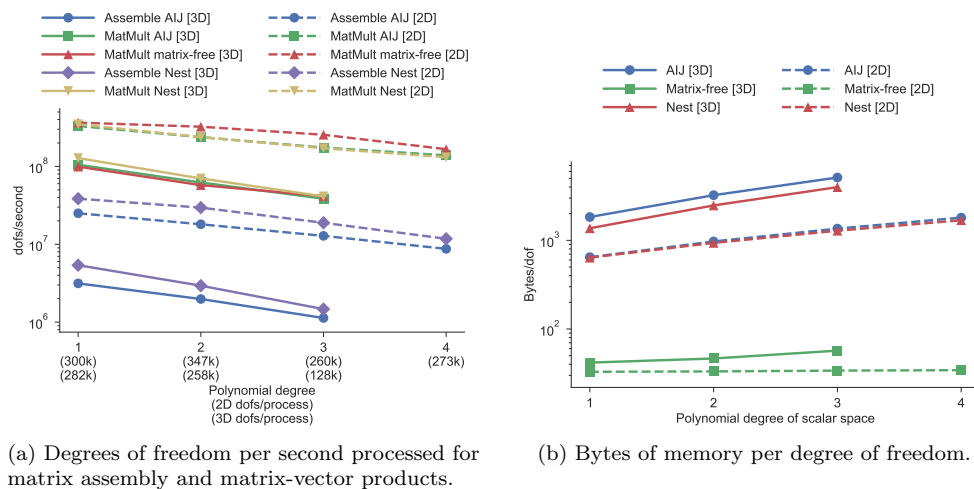 Assemble AIJ [3D]
MatMult AIJ [3D]
MatMult matrix-free [3D]
Assemble Nest [3D]
MatMult Nest [3D]
Assemble AIJ [2D]
MatMult AIJ [2D]
MatMult matrix-free [2D]
Assemble Nest [2D]
MatMult Nest [2D]
dofs/second
10^8
10^7
10^6
1 2 3 4
(300k) (347k) (260k) (273k)
(282k) (258k) (128k)
Polynomial degree
(2D dofs/process)
(3D dofs/process)
(a) Degrees of freedom per second processed for
matrix assembly and matrix-vector products.
AIJ [3D]
Matrix-free [3D]
Nest [3D]
AIJ [2D]
Matrix-free [2D]
Nest [2D]
Bytes/dof
10^3
10^2
1 2 3 4
Polynomial degree of scalar space
(b) Bytes of memory per degree of freedom.